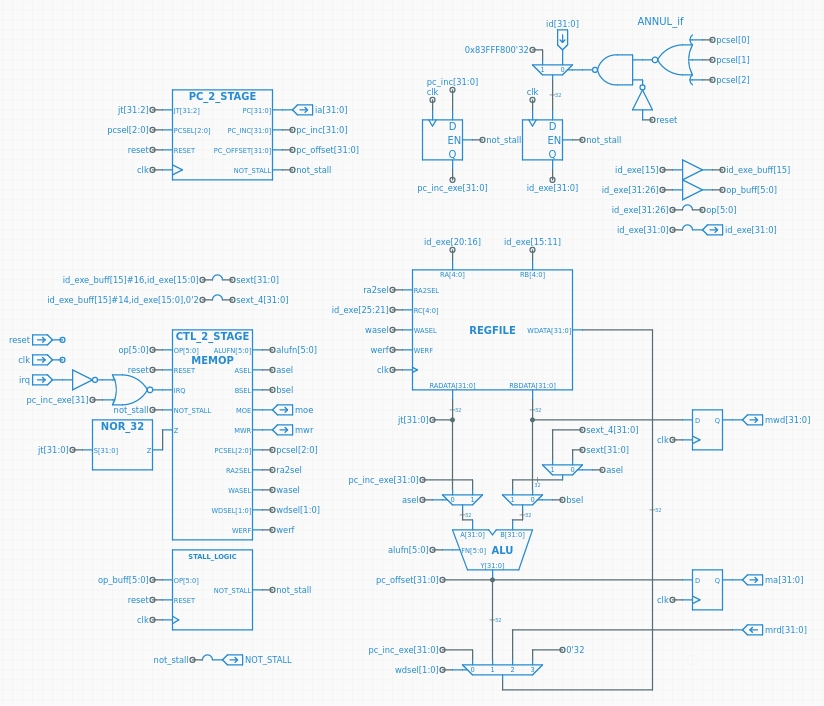 ANNUL_if
id[31:0]
0x83FFF800'32
1 0
pcsel[0]
pcsel[1]
pcsel[2]
reset
32
pc_inc[31:0]
clk
D
EN
Q
not_stall
pc_inc_exe[31:0]
clk
D
EN
Q
not_stall
id_exe[31:0]
PC_2_STAGE
jt[31:2] JT[31:2] PC[31:0] ia[31:0]
pcsel[2:0] PCSEL[2:0] PC_INC[31:0] pc_inc[31:0]
reset RESET PC_OFFSET[31:0] pc_offset[31:0]
clk NOT_STALL not_stall
id_exe[15] id_exe_buff[15]
id_exe[31:26] op_buff[5:0]
id_exe[31:26] op[5:0]
id_exe[31:0] id_exe[31:0]
id_exe_buff[15]#16,id_exe[15:0] sext[31:0]
id_exe_buff[15]#14,id_exe[15:0],0'2 sext_4[31:0]
id_exe[20:16] id_exe[15:11]
RA[4:0] RB[4:0]
ra2sel RA2SEL
id_exe[25:21] RC[4:0]
wasel WASEL REGFILE WDATA[31:0]
werf WERF
clk
RADATA[31:0] RBDATA[31:0]
reset
clk
irq
pc_inc_exe[31]
CTL_2_STAGE
MEMOP
op[5:0] OP[5:0] ALUFN[5:0] alufn[5:0]
reset RESET ASEL asel
IRQ BSEL bsel
not_stall NOT_STALL MOE moe
Z MWR mwr
PCSEL[2:0] pcsel[2:0]
RA2SEL ra2sel
WASEL wasel
WDSEL[1:0] wdsel[1:0]
WERF werf
NOR_32
jt[31:0] S[31:0] Z
jt[31:0]
32
32
sext_4[31:0]
sext[31:0]
1 0 asel
32
D Q mwd[31:0]
clk
pc_inc_exe[31:0]
asel 0 1
1 0 bsel
32
32
32
A[31:0] B[31:0]
alufn[5:0] FN[5:0] ALU
Y[31:0]
pc_offset[31:0]
D Q ma[31:0]
clk
32
mrd[31:0]
pc_inc_exe[31:0]
0'32
wdsel[1:0] 0 1 2 3
STALL_LOGIC
op_buff[5:0] OP[5:0]
NOT_STALL not_stall
reset RESET
clk
not_stall NOT_STALL